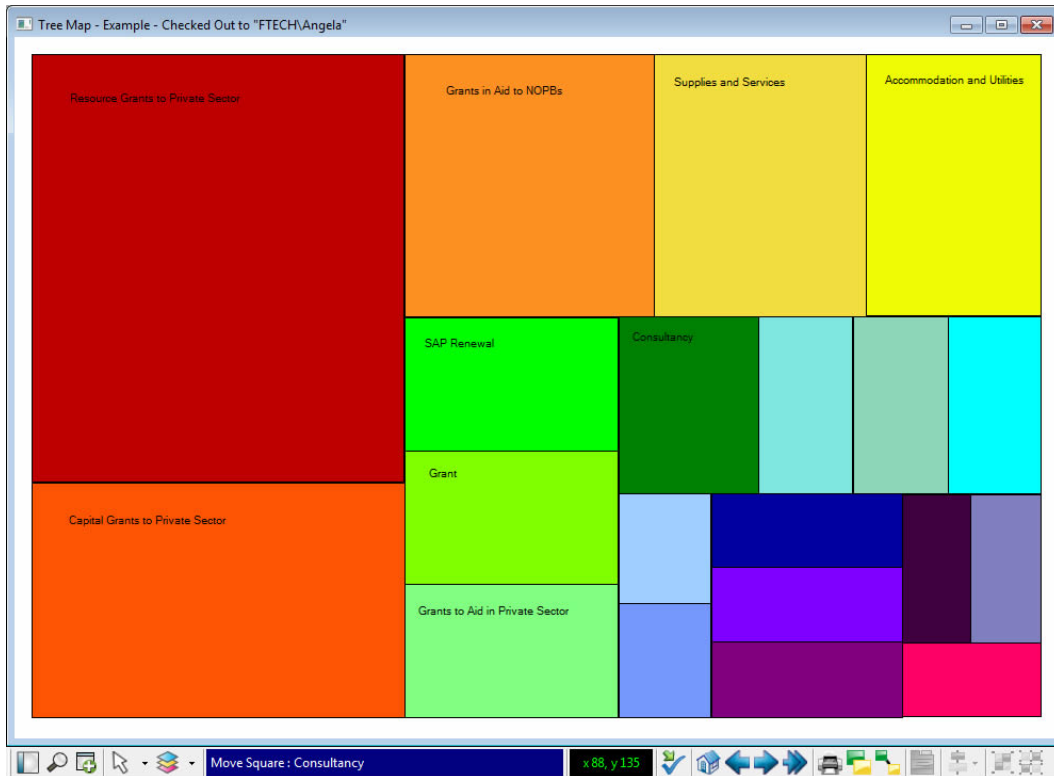 Tree Map - Example - Checked Out to "FTECH\Angela"
Resource Grants to Private Sector
Grants in Aid to NOPBs
Supplies and Services
Accommodation and Utilities
SAP Renewal
Consultancy
Grant
Capital Grants to Private Sector
Grants to Aid in Private Sector
Move Square : Consultancy
x 88, y 135